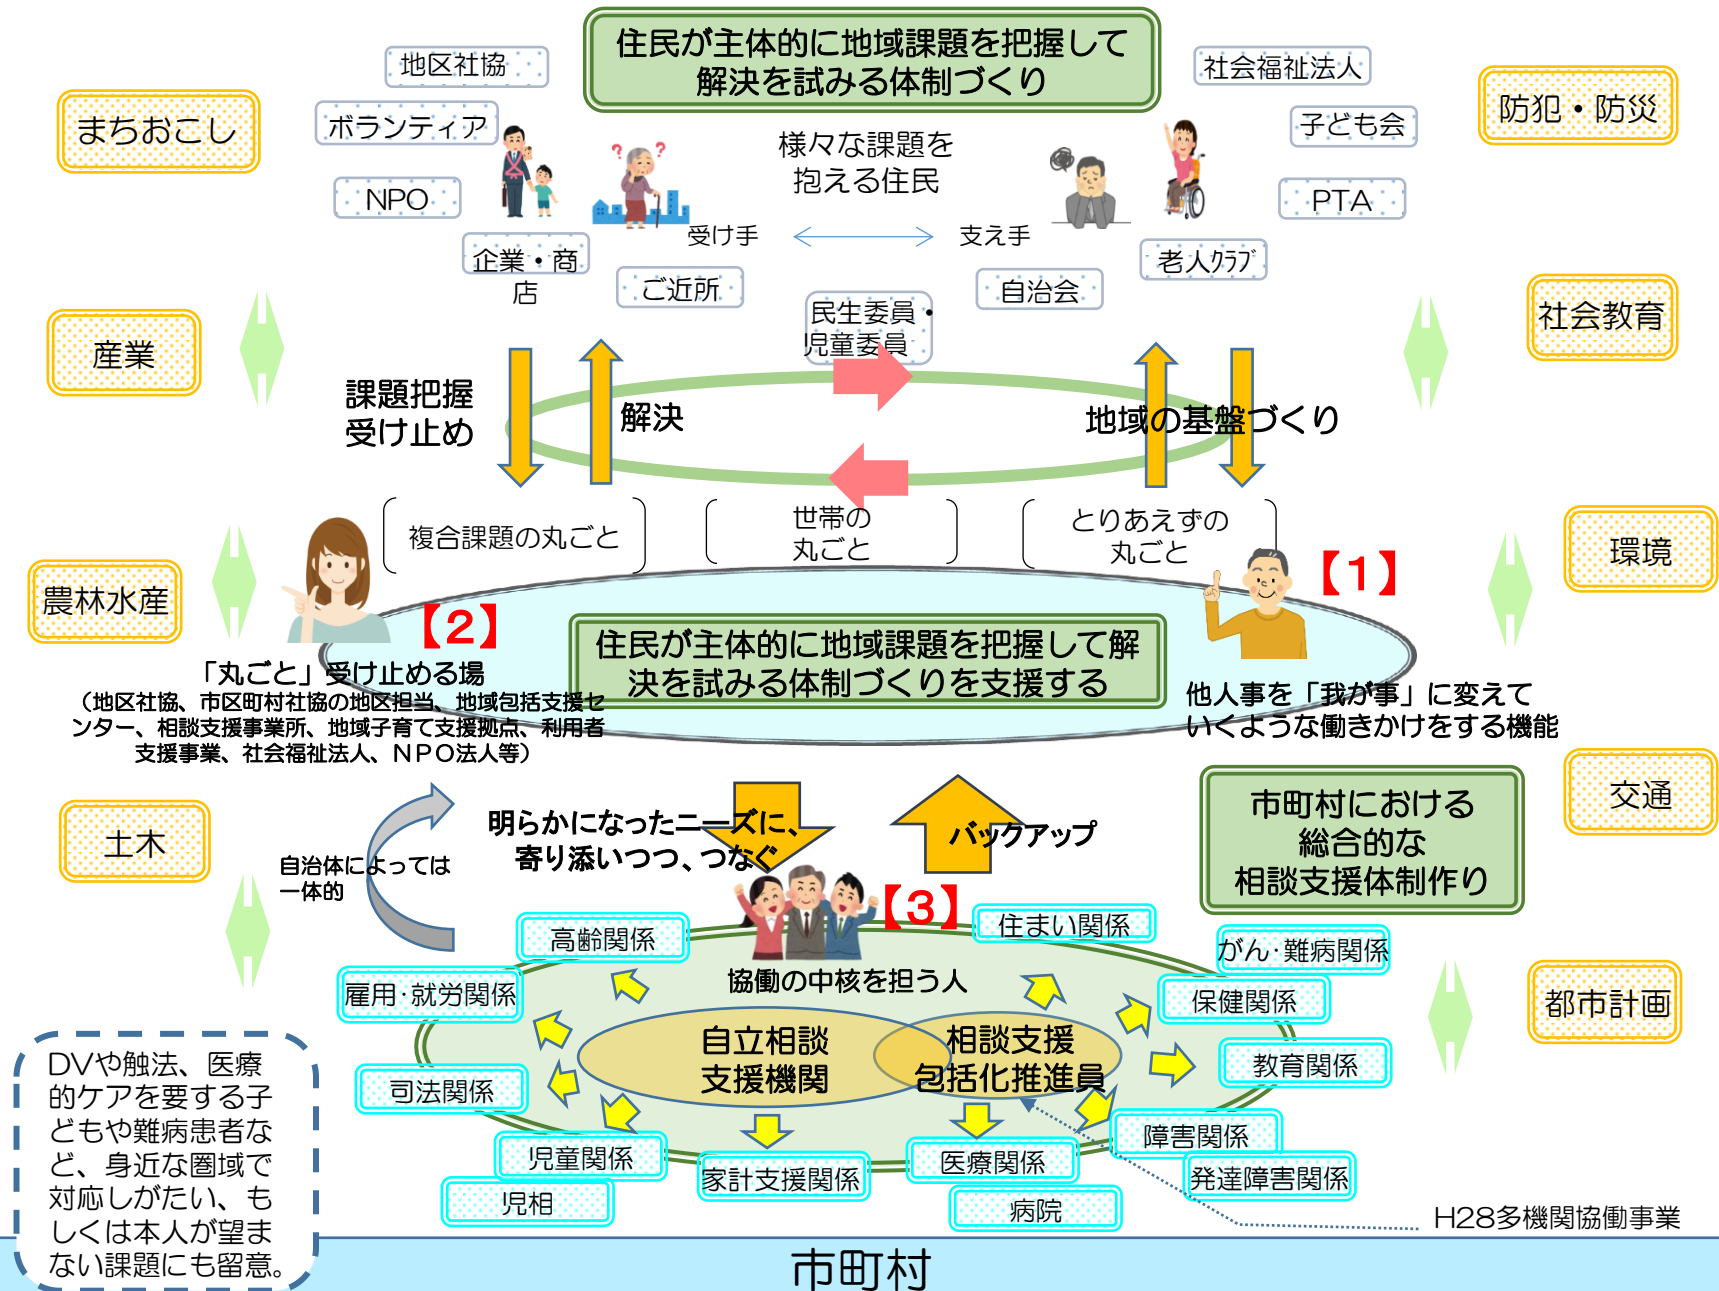 住民が主体的に地域課題を把握して
解決を試みる体制づくり
地区社協
社会福祉法人
まちおこし
ボランティア
子ども会
防犯・防災
様々な課題を
抱える住民
NPO
PTA
受け手
支え手
企業・商
店
老人クラブ
ご近所
自治会
民生委員・
児童委員
産業
社会教育
課題把握
受け止め
解決
地域の基盤づくり
複合課題の丸ごと
世帯の
丸ごと
とりあえずの
丸ごと
農林水産
環境
【1】
【2】
住民が主体的に地域課題を把握して解
決を試みる体制づくりを支援する
「丸ごと」受け止める場
（地区社協、市区町村社協の地区担当、地域包括支援セ
ンター、相談支援事業所、地域子育て支援拠点、利用者
支援事業、社会福祉法人、ＮＰＯ法人等）
他人事を「我が事」に変えて
いくような働きかけをする機能
土木
交通
自治体によっては
一体的
明らかになったニーズに、
寄り添いつつ、つなぐ
バックアップ
市町村における
総合的な
相談支援体制作り
【3】
高齢関係
住まい関係
がん・難病関係
雇用・就労関係
協働の中核を担う人
保健関係
都市計画
自立相談
支援機関
相談支援
包括化推進員
司法関係
教育関係
児童関係
児相
家計支援関係
医療関係
病院
障害関係
発達障害関係
DVや触法、医療
的ケアを要する子
どもや難病患者な
ど、身近な圏域で
対応しがたい、も
しくは本人が望ま
ない課題にも留意。
H28多機関協働事業
市町村